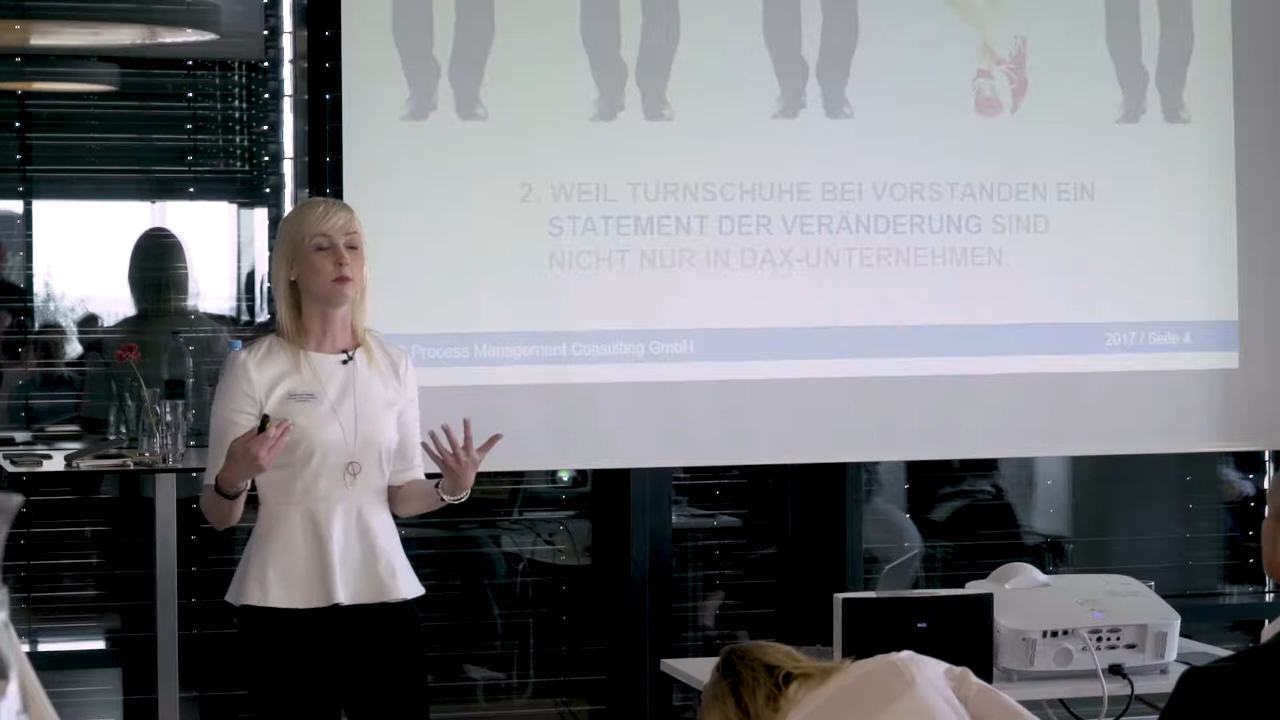 2. WEIL TURNSCHUHE BEI VORSTÄNDEN EIN
STATEMENT DER VERÄNDERUNG SIND
NICHT NUR IN DAX-UNTERNEHMEN.
Process Management Consulting GmbH
2017 / Seite 4